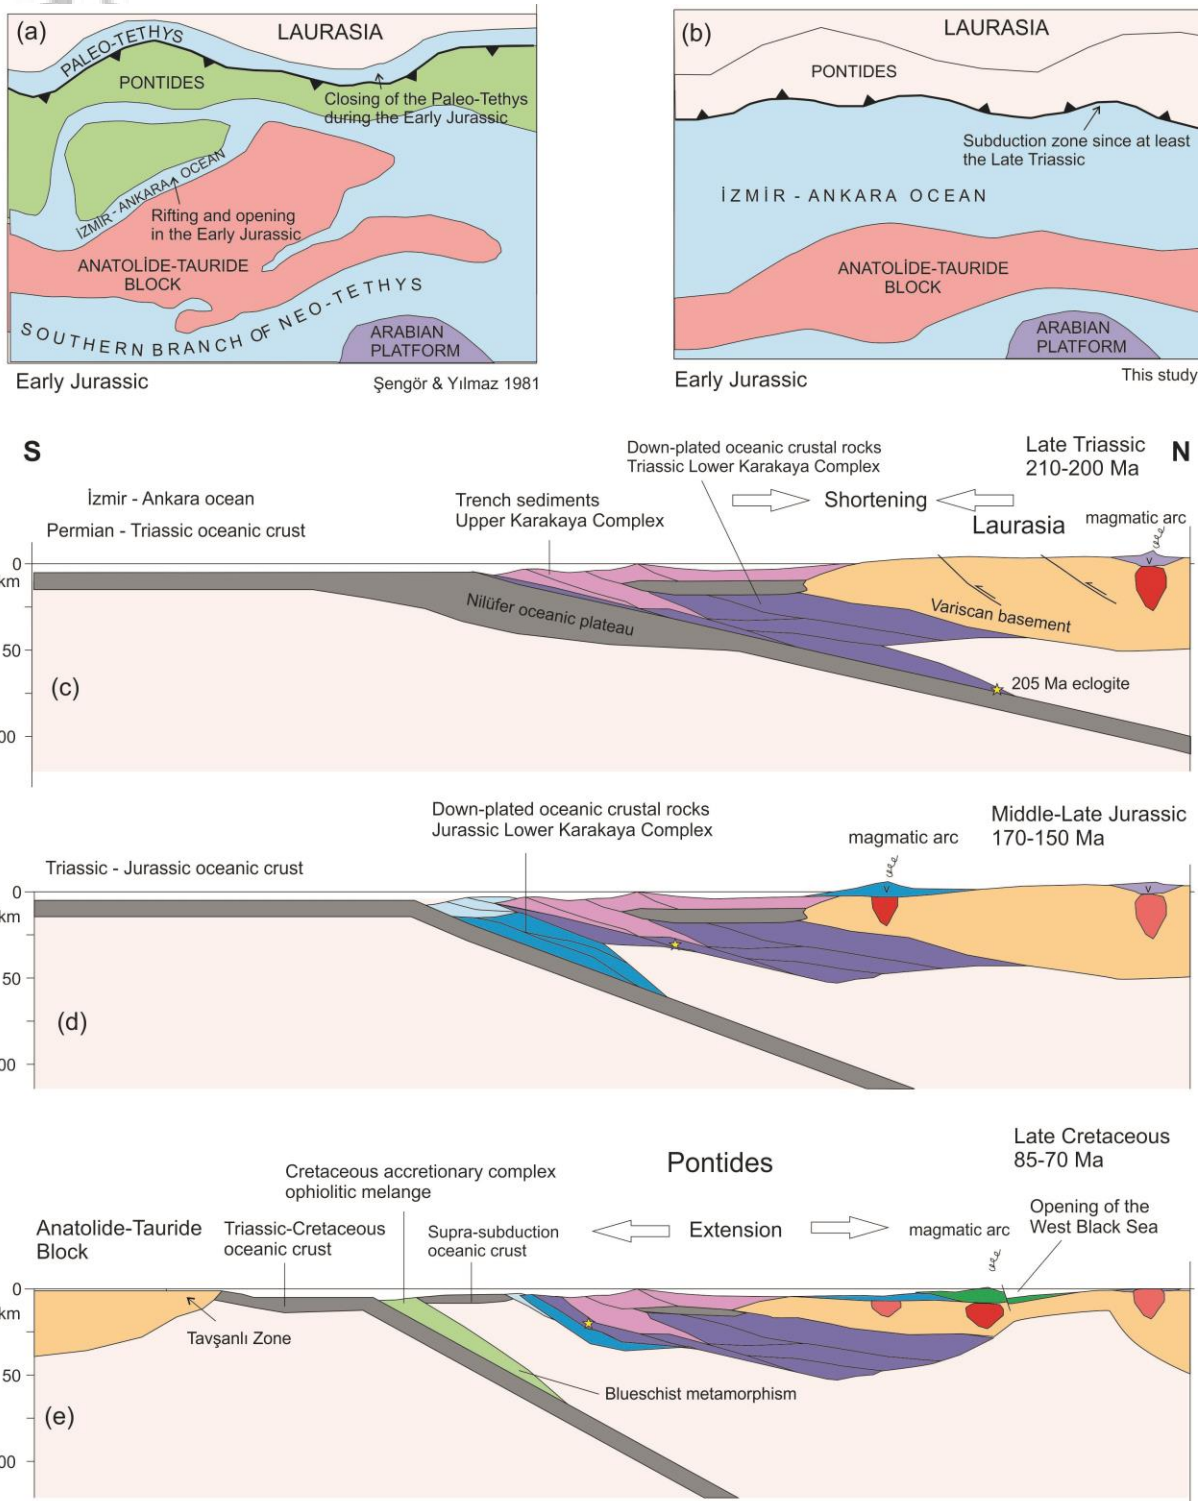 (a)
LAURASIA
PALEO-TETHYS
PONTIDES
Closing of the Paleo-Tethys
during the Early Jurassic
İZMİR-ANKARA OCEAN
Rifting and opening
in the Early Jurassic
ANATOLİDE-TAURIDE
BLOCK
SOUTHERN BRANCH OF NEO-TETHYS
ARABIAN
PLATFORM
Early Jurassic
Şengör & Yılmaz 1981
(b)
LAURASIA
PONTIDES
Subduction zone since at least
the Late Triassic
İZMİR - ANKARA OCEAN
ANATOLİDE-TAURIDE
BLOCK
ARABIAN
PLATFORM
Early Jurassic
This study
S
N
Late Triassic
210-200 Ma
Down-plated oceanic crustal rocks
Triassic Lower Karakaya Complex
İzmir - Ankara ocean
Permian - Triassic oceanic crust
Trench sediments
Upper Karakaya Complex
Shortening
Laurasia
magmatic arc
0
km
50
00
v
Nilüfer oceanic plateau
Variscan basement
205 Ma eclogite
(c)
Down-plated oceanic crustal rocks
Jurassic Lower Karakaya Complex
Middle-Late Jurassic
170-150 Ma
magmatic arc
Triassic - Jurassic oceanic crust
0
km
50
00
v
v
(d)
Late Cretaceous
85-70 Ma
Pontides
Cretaceous accretionary complex
ophiolitic melange
Opening of the
West Black Sea
Anatolide-Tauride
Block
Triassic-Cretaceous
oceanic crust
Supra-subduction
oceanic crust
Extension
magmatic arc
0
km
50
00
Tavşanlı Zone
Blueschist metamorphism
(e)